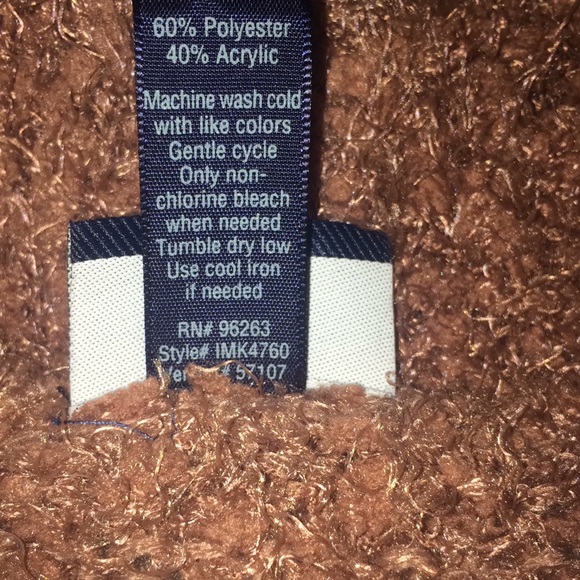 60% Polyester
40% Acrylic
Machine wash cold
with like colors
Gentle cycle
Only non-
chlorine bleach
when needed
Tumble dry low
Use cool iron
if needed
RN# 96263
Style# IMK4760
# 57107